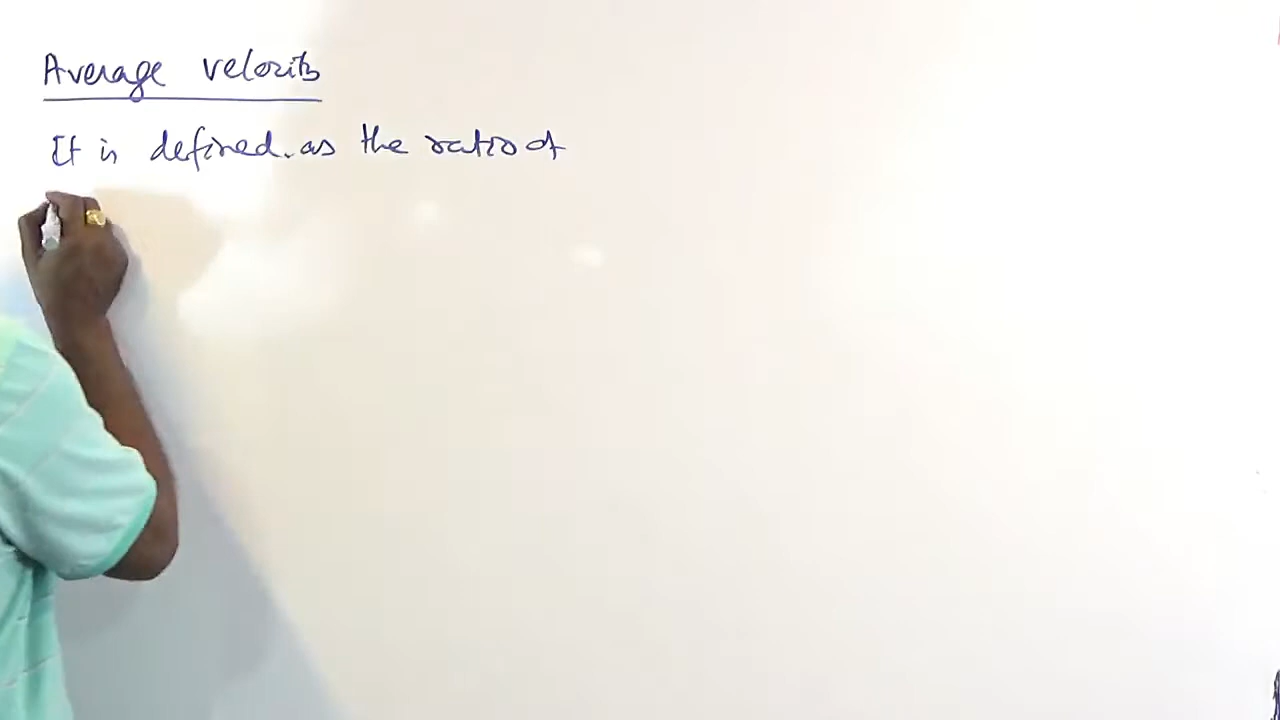 Average velocity
It is defined as the ratio of